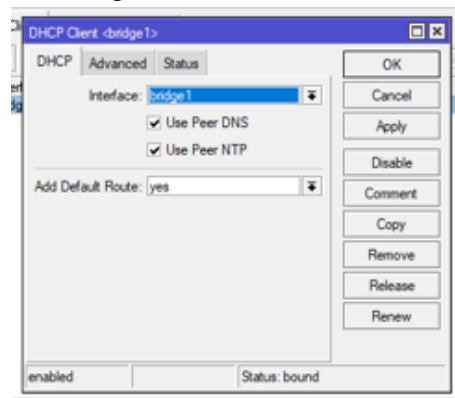 DHCP Client <bridge1>
DHCP Advanced Status
OK
Interface: bridge1
Cancel
Use Peer DNS
Apply
Use Peer NTP
Disable
Add Default Route: yes
Comment
Copy
Remove
Release
Renew
enabled
Status: bound